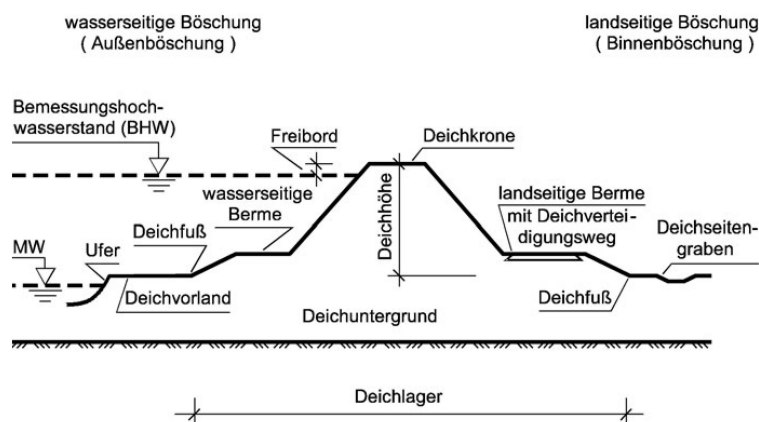 wasserseitige Böschung
( Außenböschung )
landseitige Böschung
( Binnenböschung )
Bemessungshoch-
wasserstand (BHW)
Freibord
Deichkrone
wasserseitige
Berme
Deichhöhe
landseitige Berme
mit Deichvertei-
digungsweg
Deichseiten-
graben
MW
Ufer
Deichfuß
Deichvorland
Deichfuß
Deichuntergrund
Deichlager